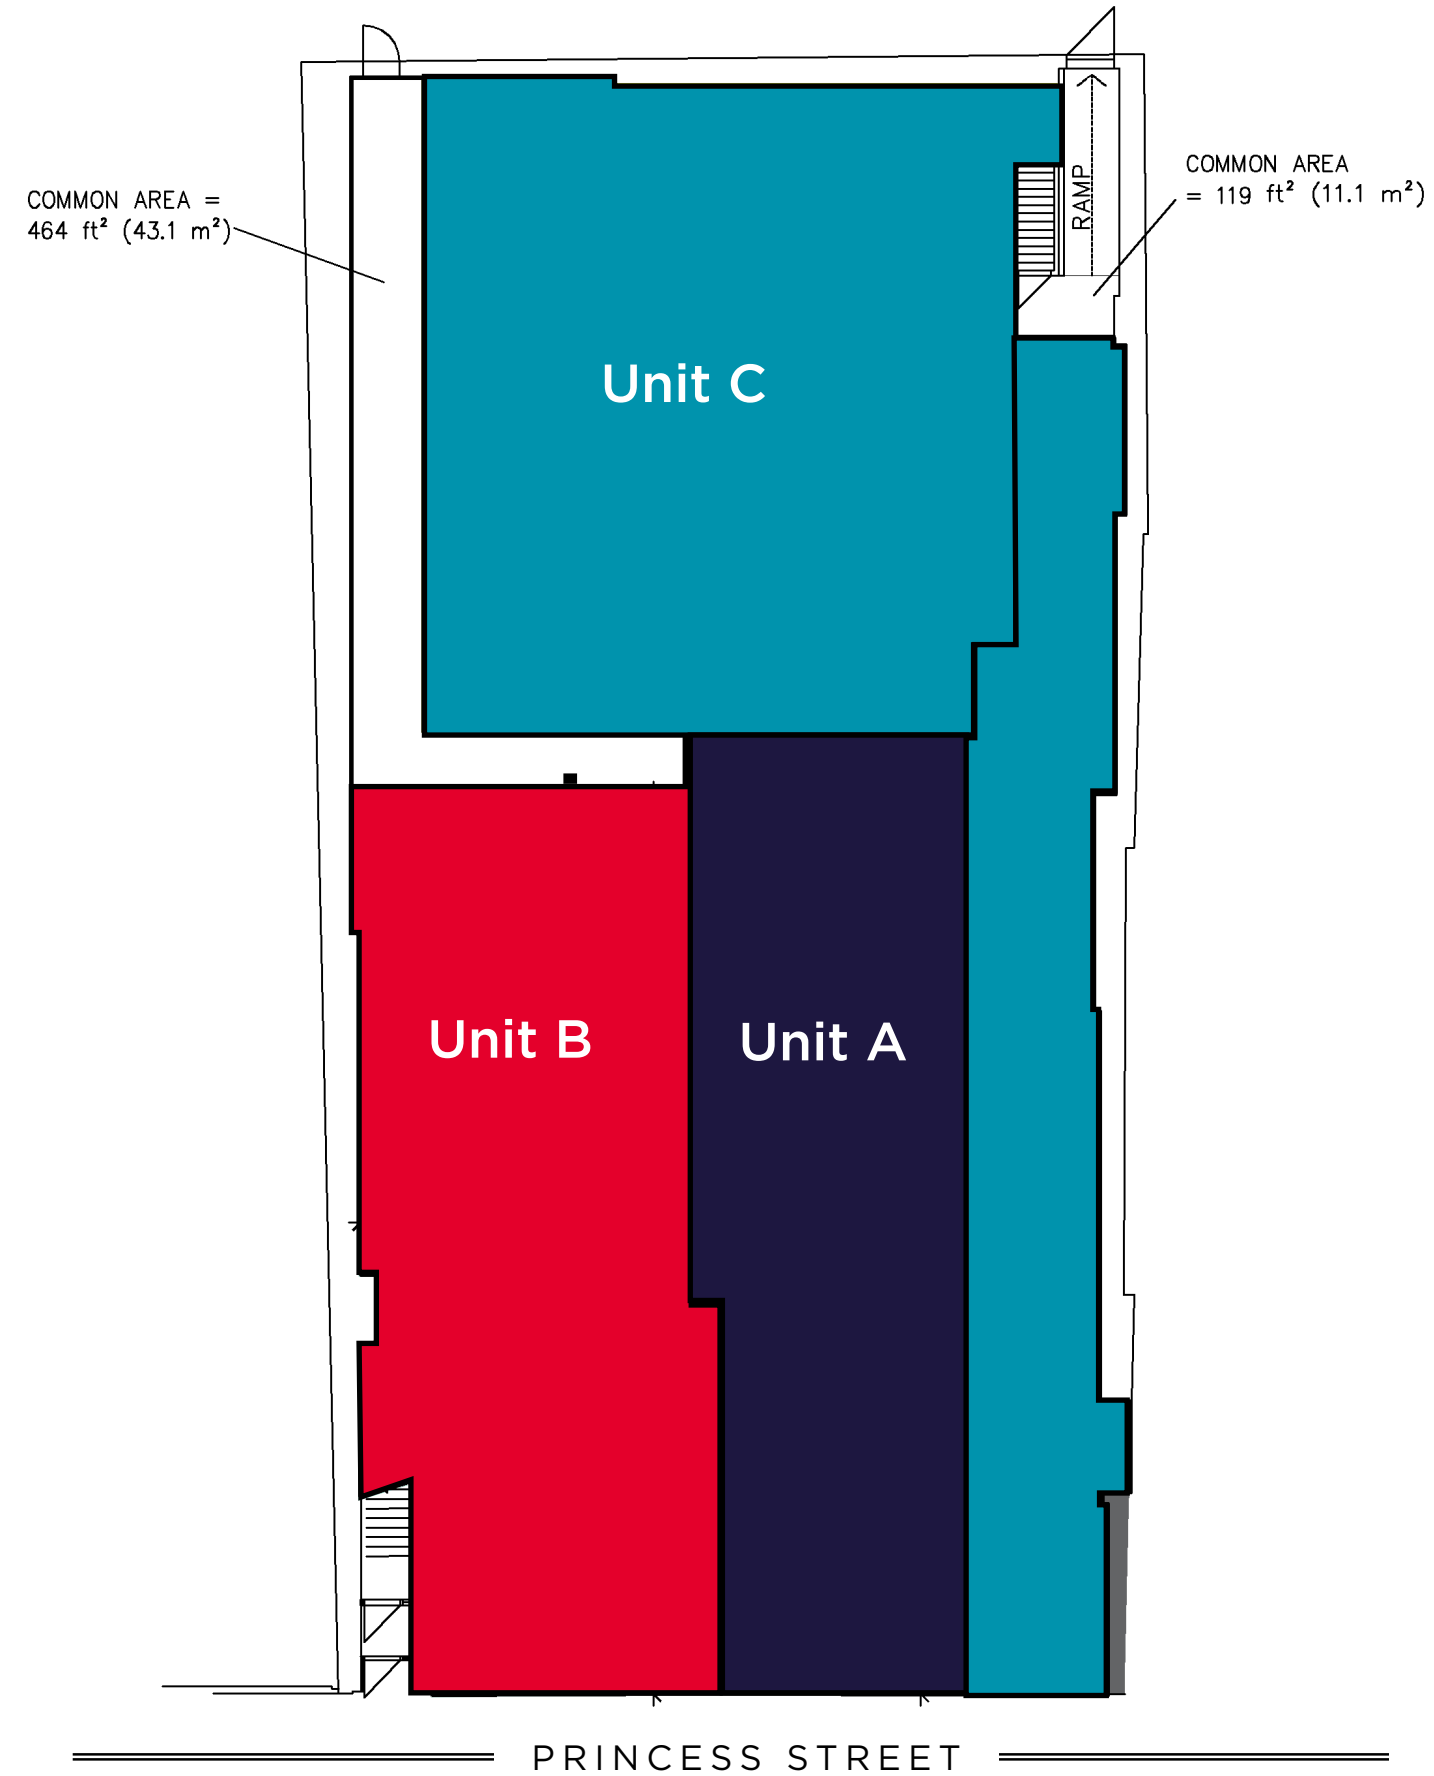 COMMON AREA
= 119 ft² (11.1 m²)
COMMON AREA =
464 ft² (43.1 m²)
RAMP
Unit C
Unit B
Unit A
PRINCESS STREET